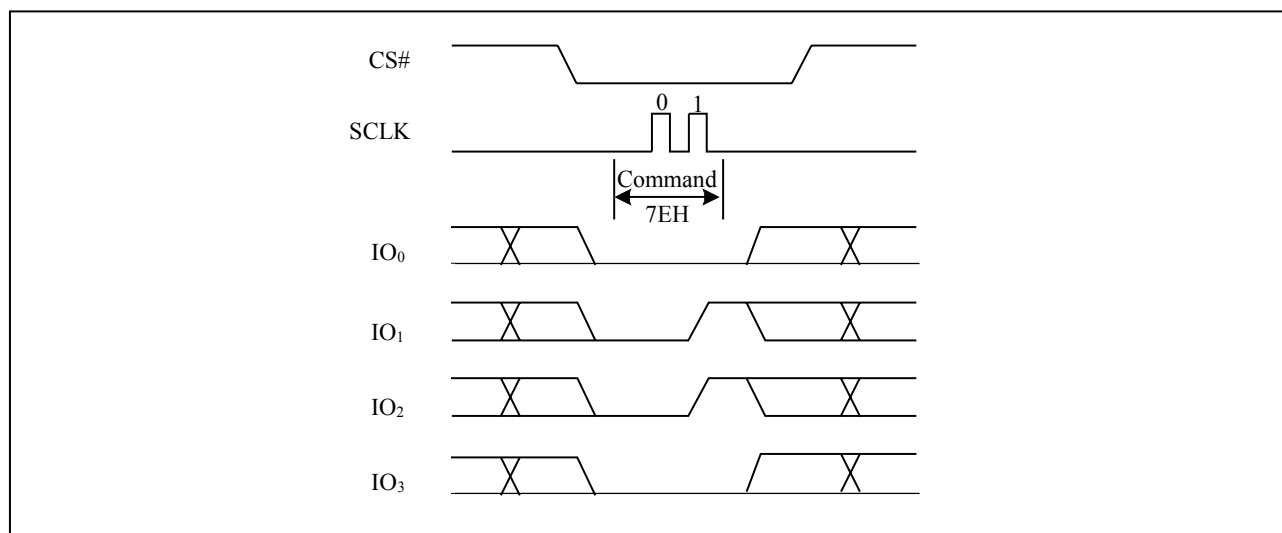 CS#
0 1
SCLK
Command
7EH
IO₀
IO₁
IO₂
IO₃